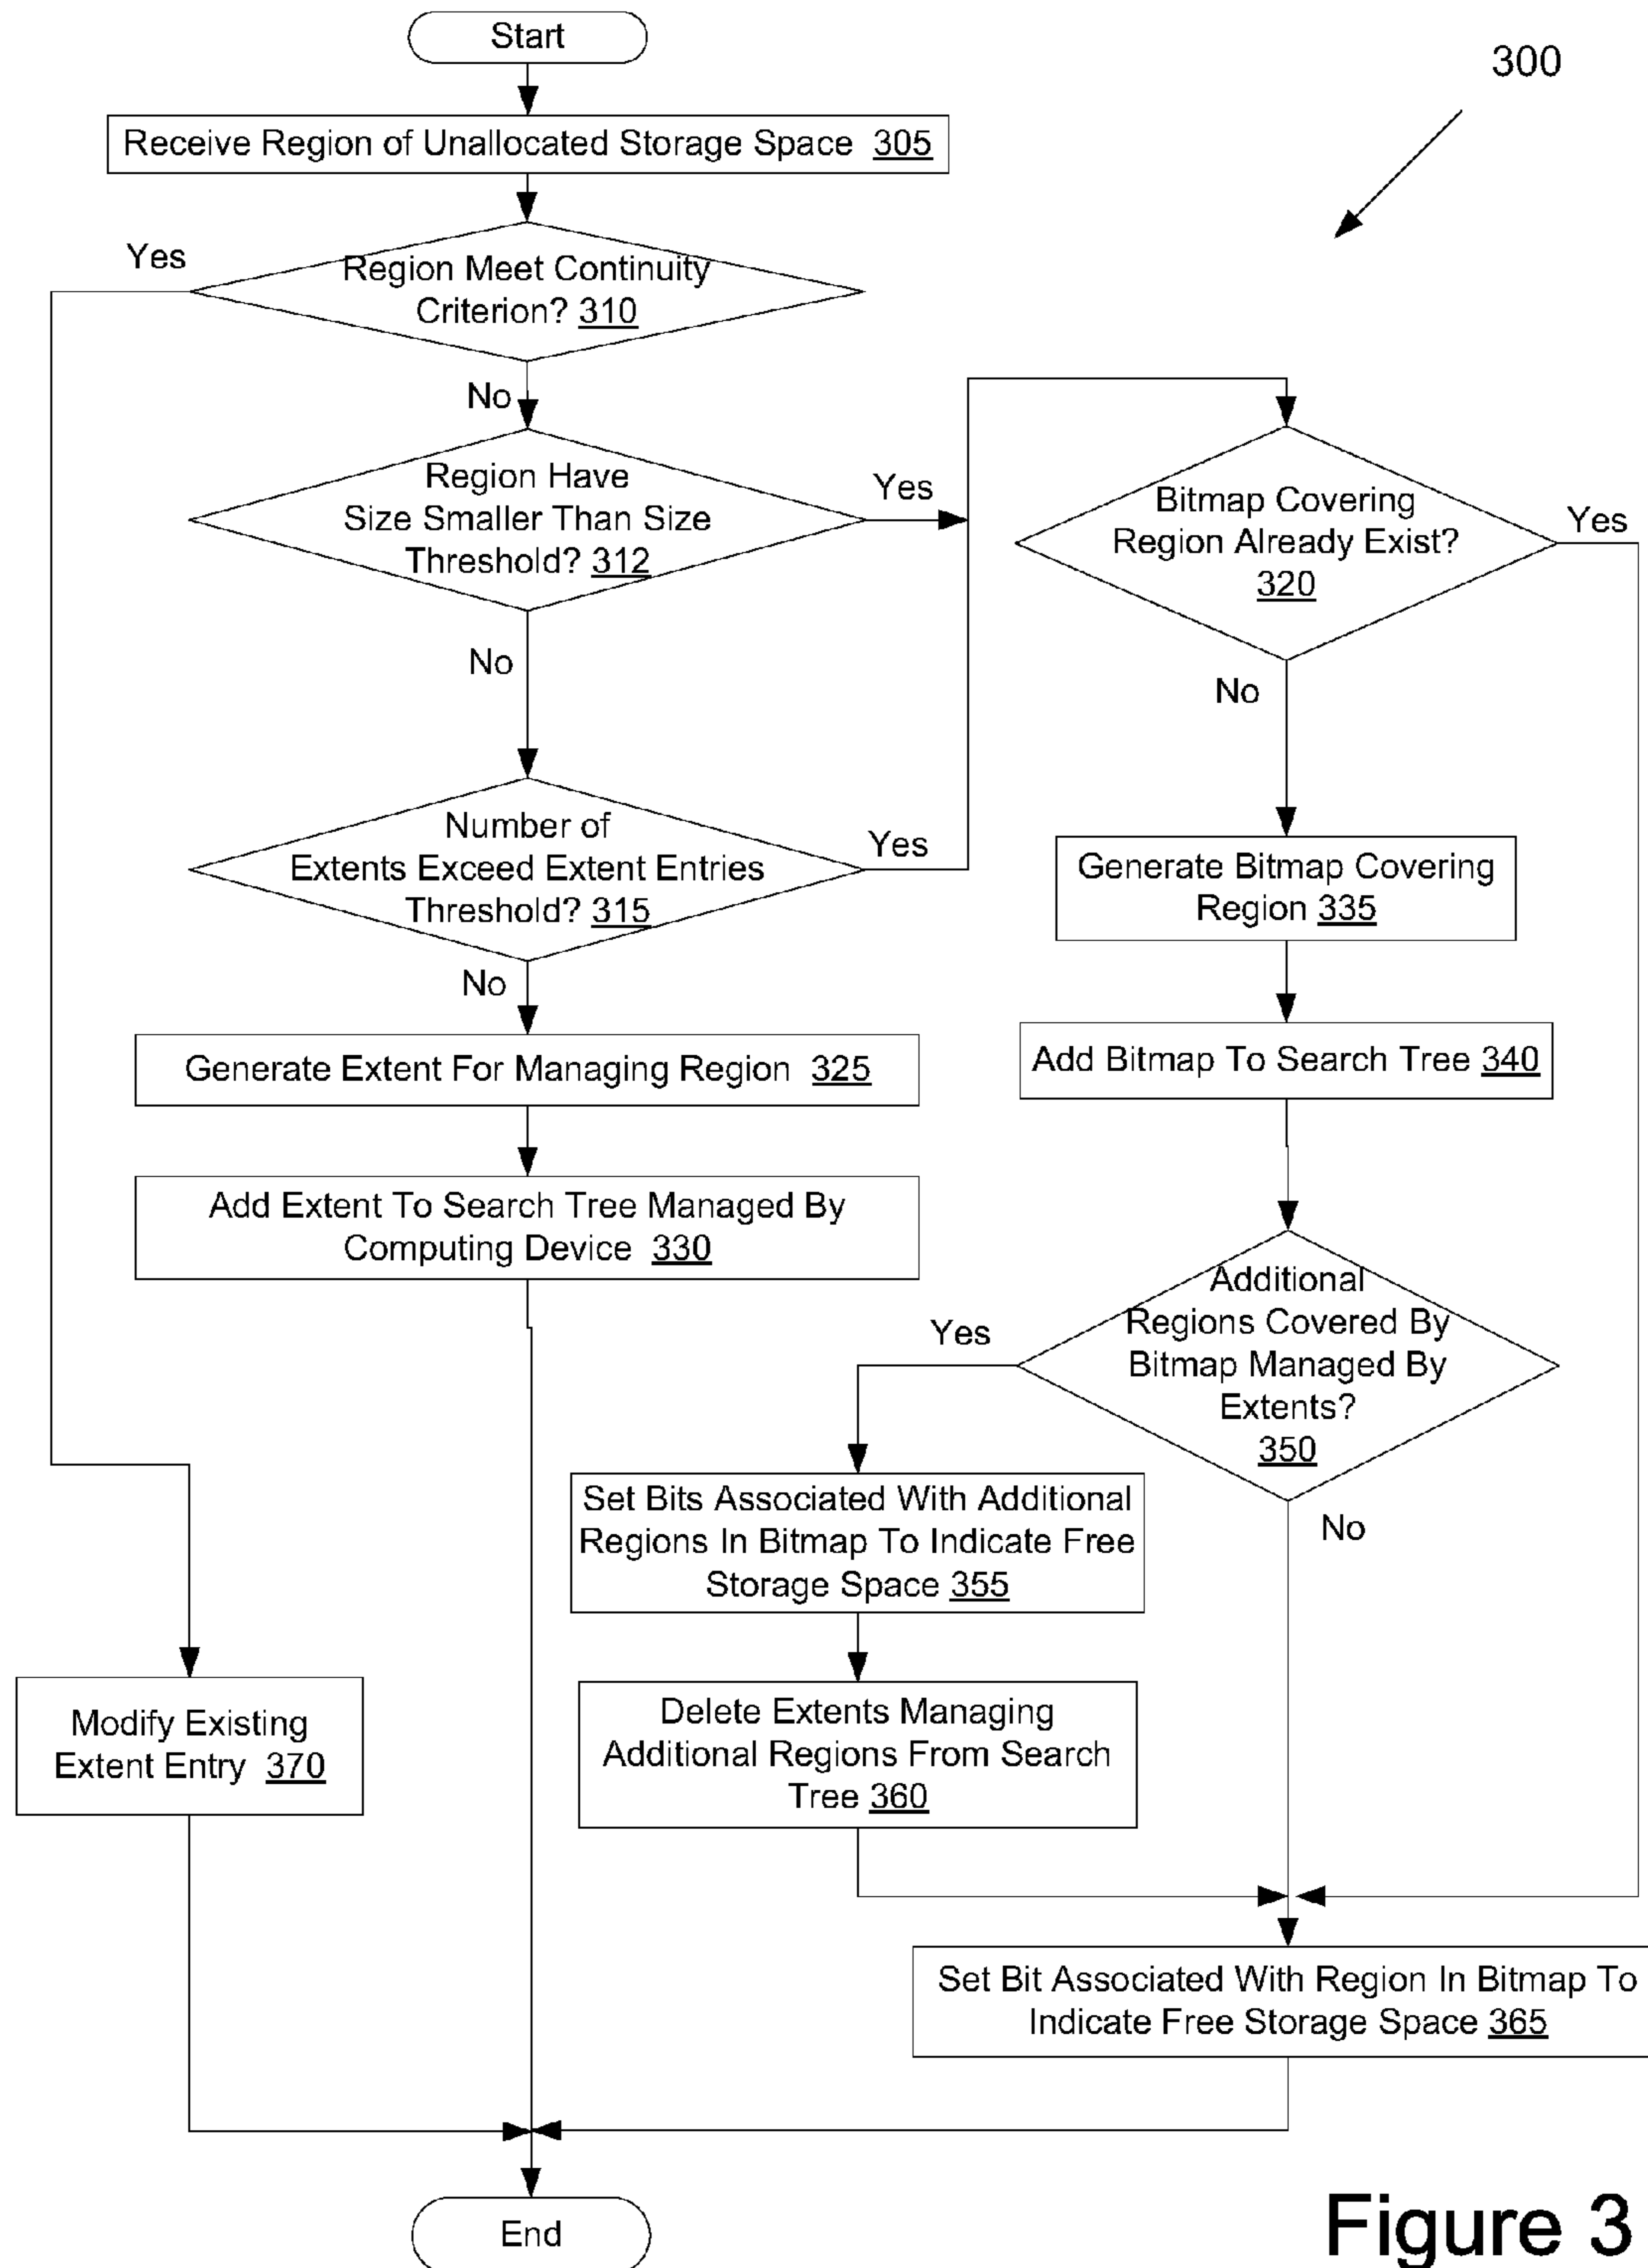 Start
300
Receive Region of Unallocated Storage Space 305
Yes
Region Meet Continuity
Criterion? 310
No
Region Have
Size Smaller Than Size
Threshold? 312
Yes
Bitmap Covering
Region Already Exist?
320
Yes
No
No
Number of
Extents Exceed Extent Entries
Threshold? 315
Yes
Generate Bitmap Covering
Region 335
No
Generate Extent For Managing Region 325
Add Bitmap To Search Tree 340
Add Extent To Search Tree Managed By
Computing Device 330
Additional
Regions Covered By
Bitmap Managed By
Extents?
350
Yes
No
Set Bits Associated With Additional
Regions In Bitmap To Indicate Free
Storage Space 355
Modify Existing
Extent Entry 370
Delete Extents Managing
Additional Regions From Search
Tree 360
Set Bit Associated With Region In Bitmap To
Indicate Free Storage Space 365
End
Figure 3